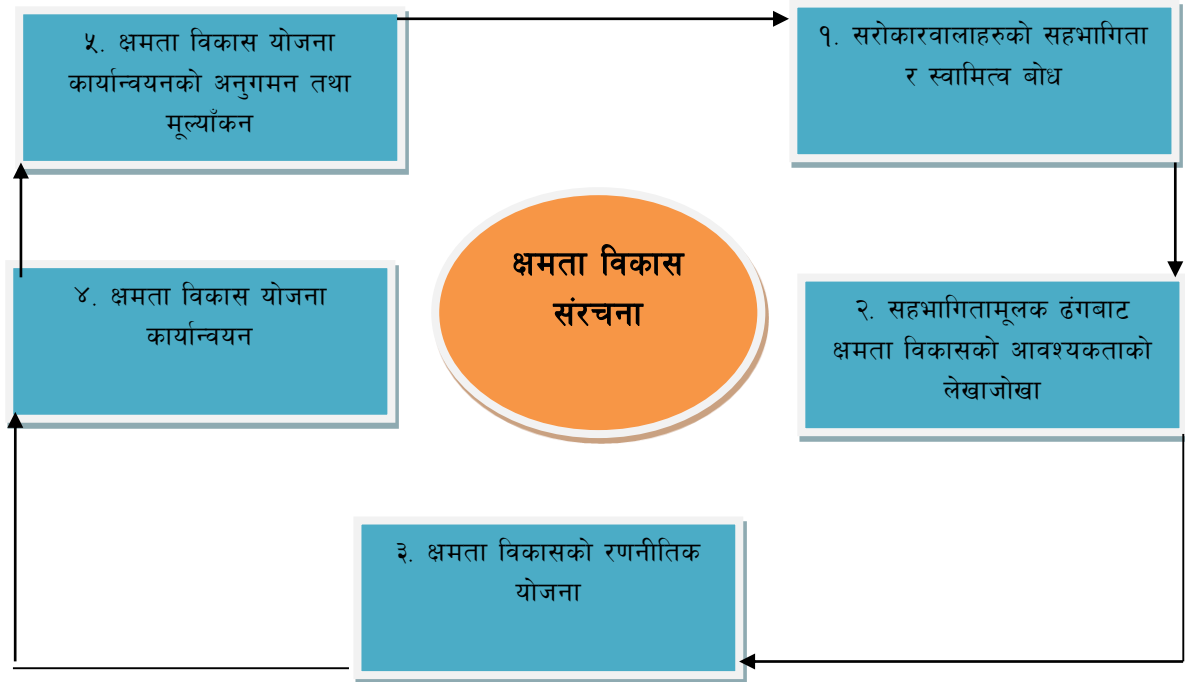 ५. क्षमता विकास योजना
कार्यान्वयनको अनुगमन तथा
मूल्याँकन
१. सरोकारवालाहरुको सहभागिता
र स्वामित्व बोध
क्षमता विकास
संरचना
४. क्षमता विकास योजना
कार्यान्वयन
२. सहभागितामूलक ढंगबाट
क्षमता विकासको आवश्यकताको
लेखाजोखा
३. क्षमता विकासको रणनीतिक
योजना